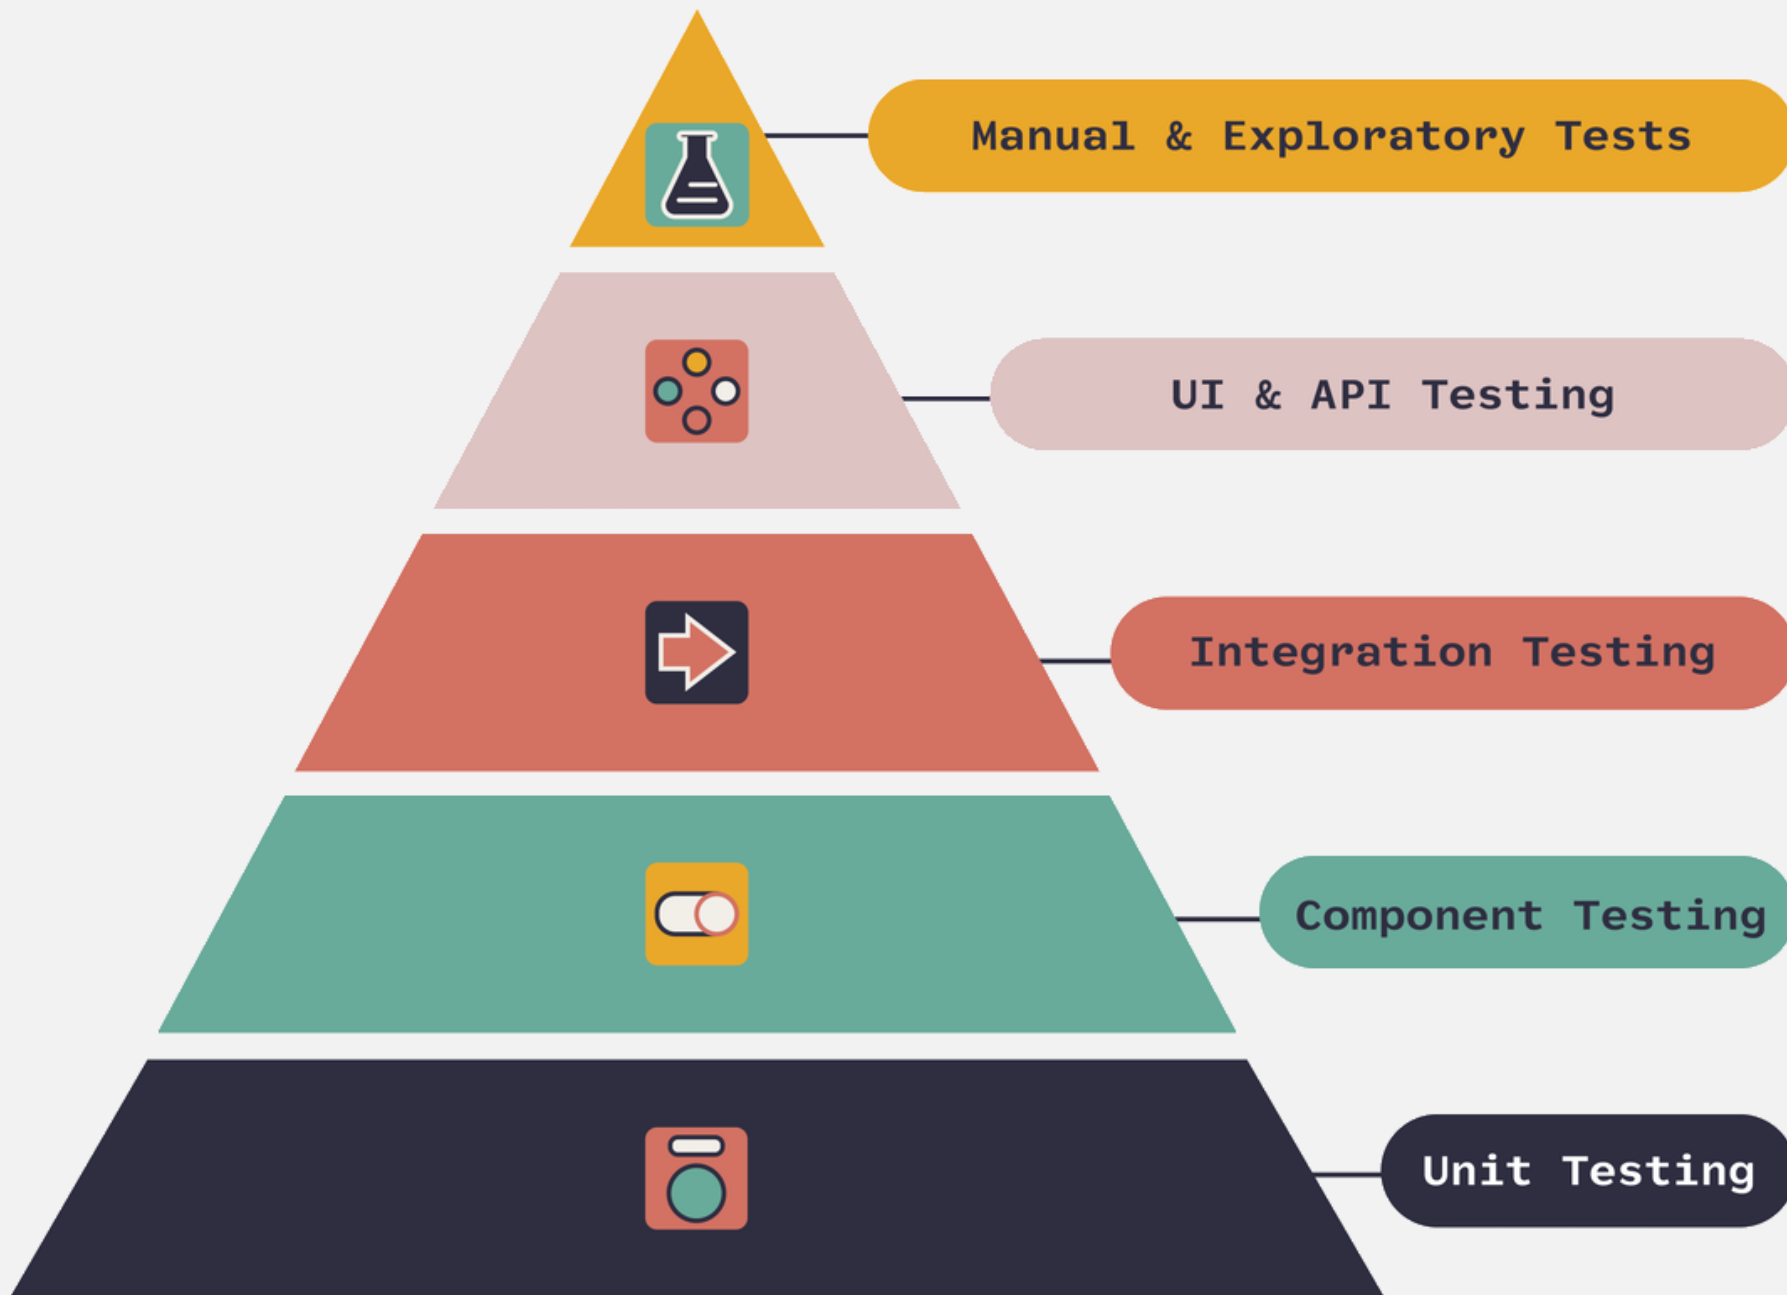 Manual & Exploratory Tests
UI & API Testing
Integration Testing
Component Testing
Unit Testing